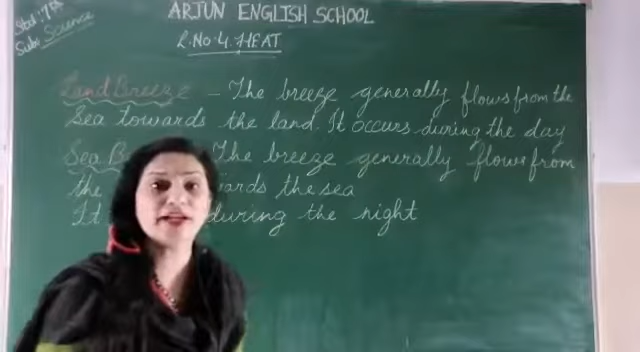 ARJUN ENGLISH SCHOOL
Std:7th
Sub: Science
L.No:4. HEAT
Land Breeze - The breeze generally flows from the
Sea towards the land. It occurs during the day
Sea B The breeze generally flows from
the wards the sea
It during the night